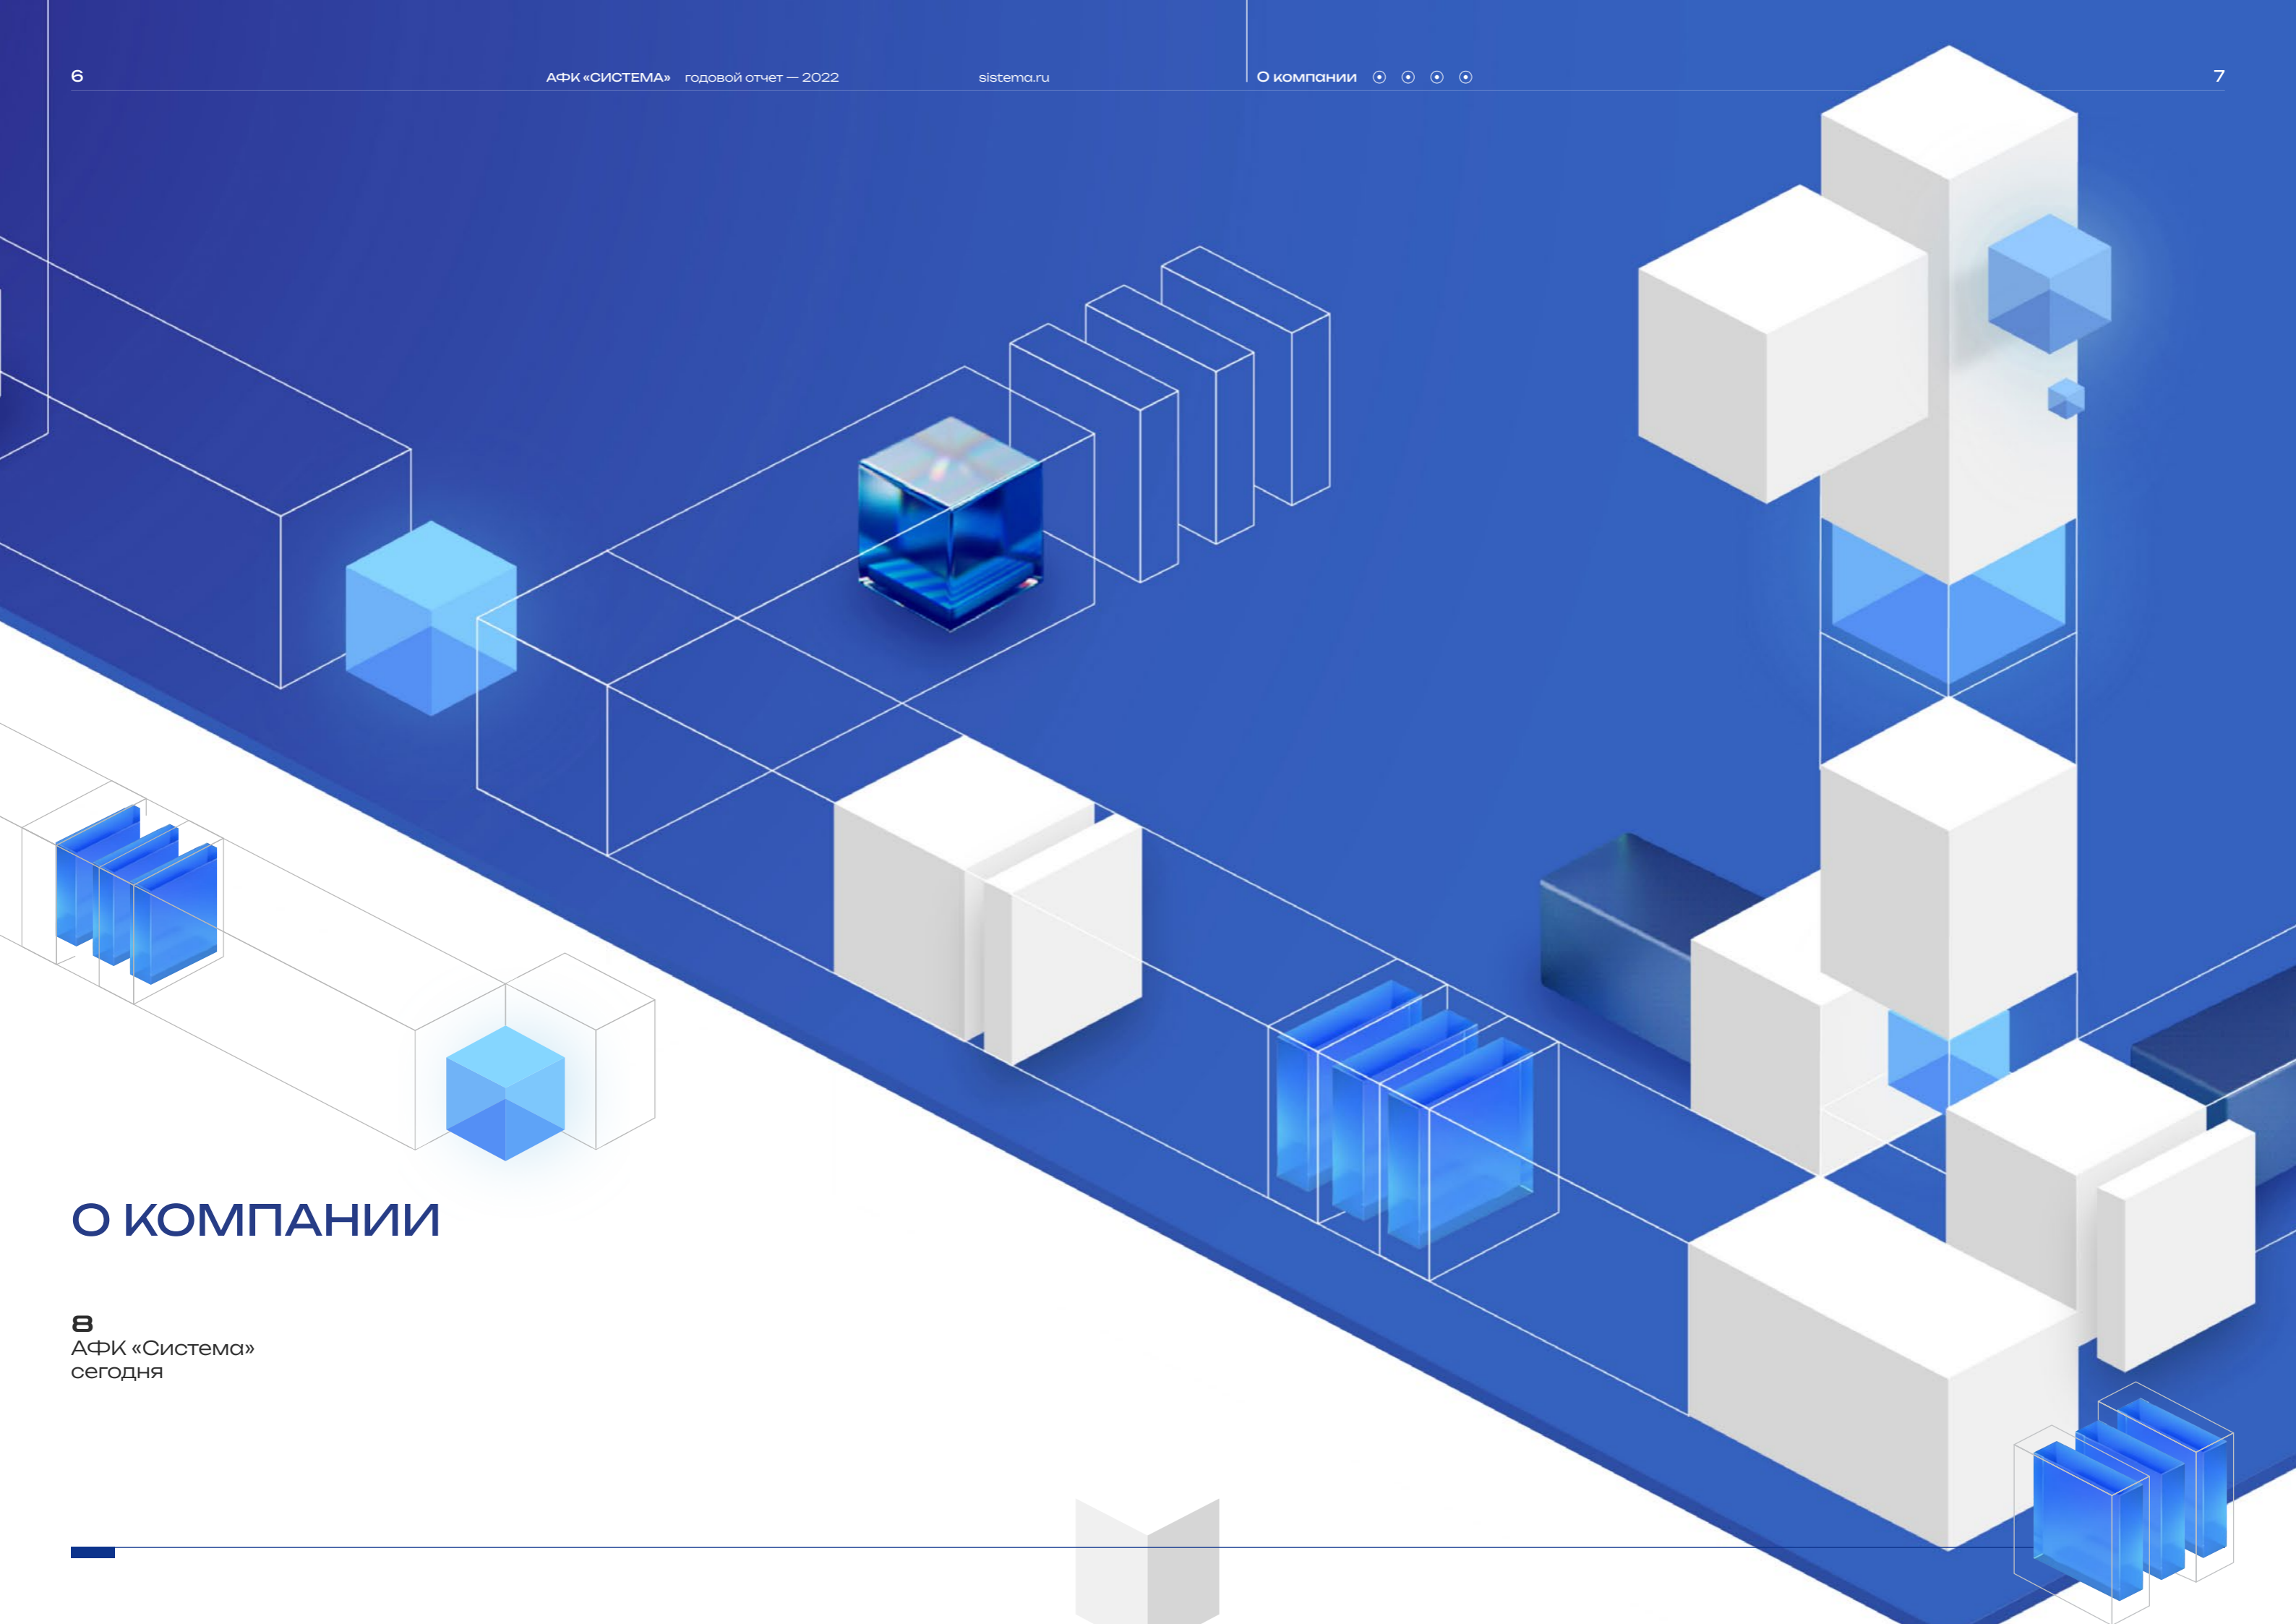 6
АФК «СИСТЕМА» годовой отчет — 2022
sistema.ru
О компании
7
О КОМПАНИИ
8
АФК «Система»
сегодня